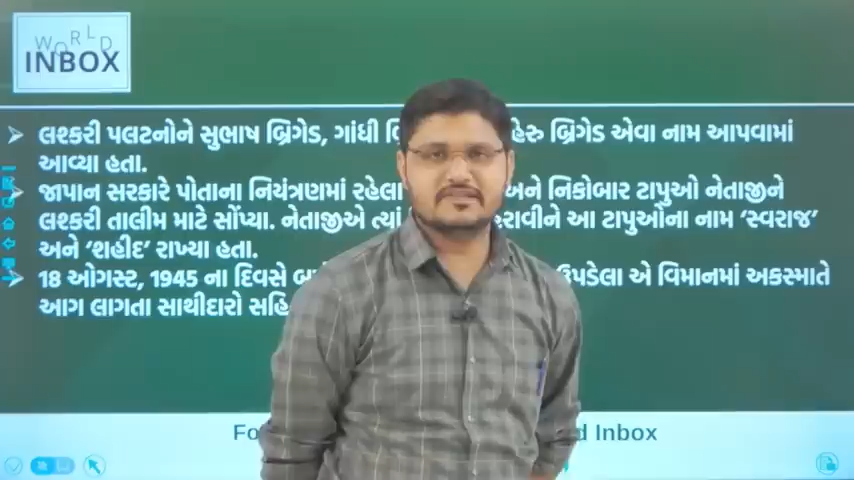 WORLD
INBOX
લશ્કરી પલટનોને સુભાષ બ્રિગેડ, ગાંધી હેરુ બ્રિગેડ એવા નામ આપવામાં
આવ્યા હતા.
જાપાન સરકારે પોતાના નિયંત્રણમાં રહેલા અને નિકોબાર ટાપુઓ નેતાજીને
લશ્કરી તાલીમ માટે સોંપ્યા. નેતાજીએ ત્યાં રાવીને આ ટાપુઓના નામ ‘સ્વરાજ’
અને ‘શહીદ’ રાખ્યા હતા.
18 ઓગસ્ટ, 1945 ના દિવસે ઉપડેલા એ વિમાનમાં અકસ્માતે
આગ લાગતા સાથીદારો સહિ
Fo d Inbox